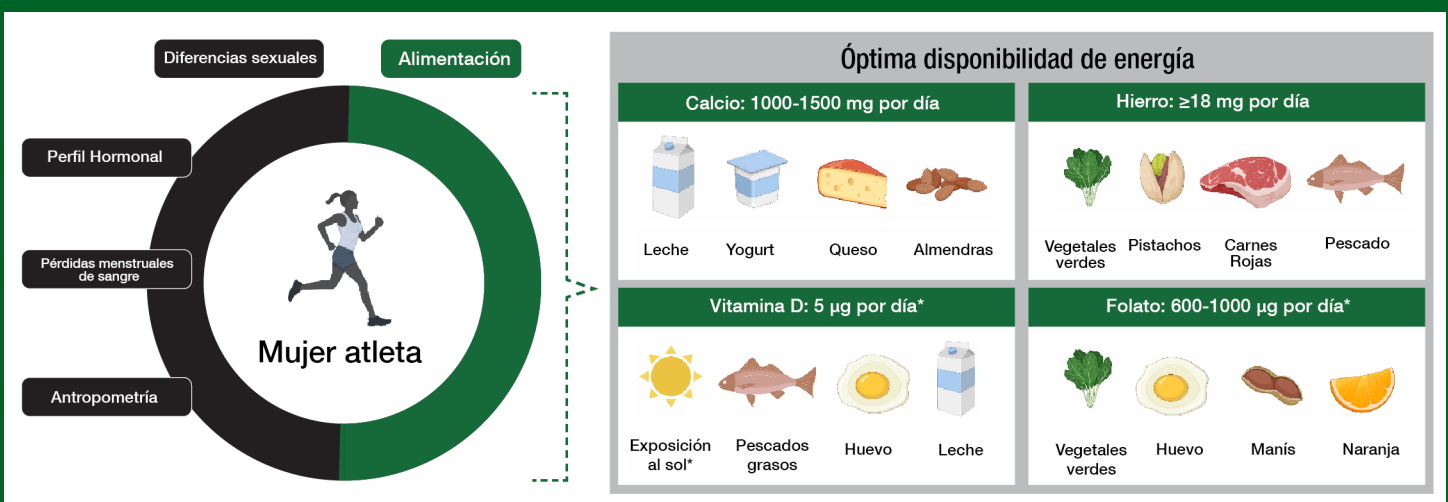 Diferencias sexuales
Alimentación
Perfil Hormonal
Pérdidas menstruales
de sangre
Antropometría
Mujer atleta
Óptima disponibilidad de energía
Calcio: 1000-1500 mg por día
Leche
Yogurt
Queso
Almendras
Hierro: ≥18 mg por día
Vegetales
verdes
Pistachos
Carnes
Rojas
Pescado
Vitamina D: 5 µg por día*
Exposición
al sol*
Pescados
grasos
Huevo
Leche
Folato: 600-1000 µg por día*
Vegetales
verdes
Huevo
Manís
Naranja